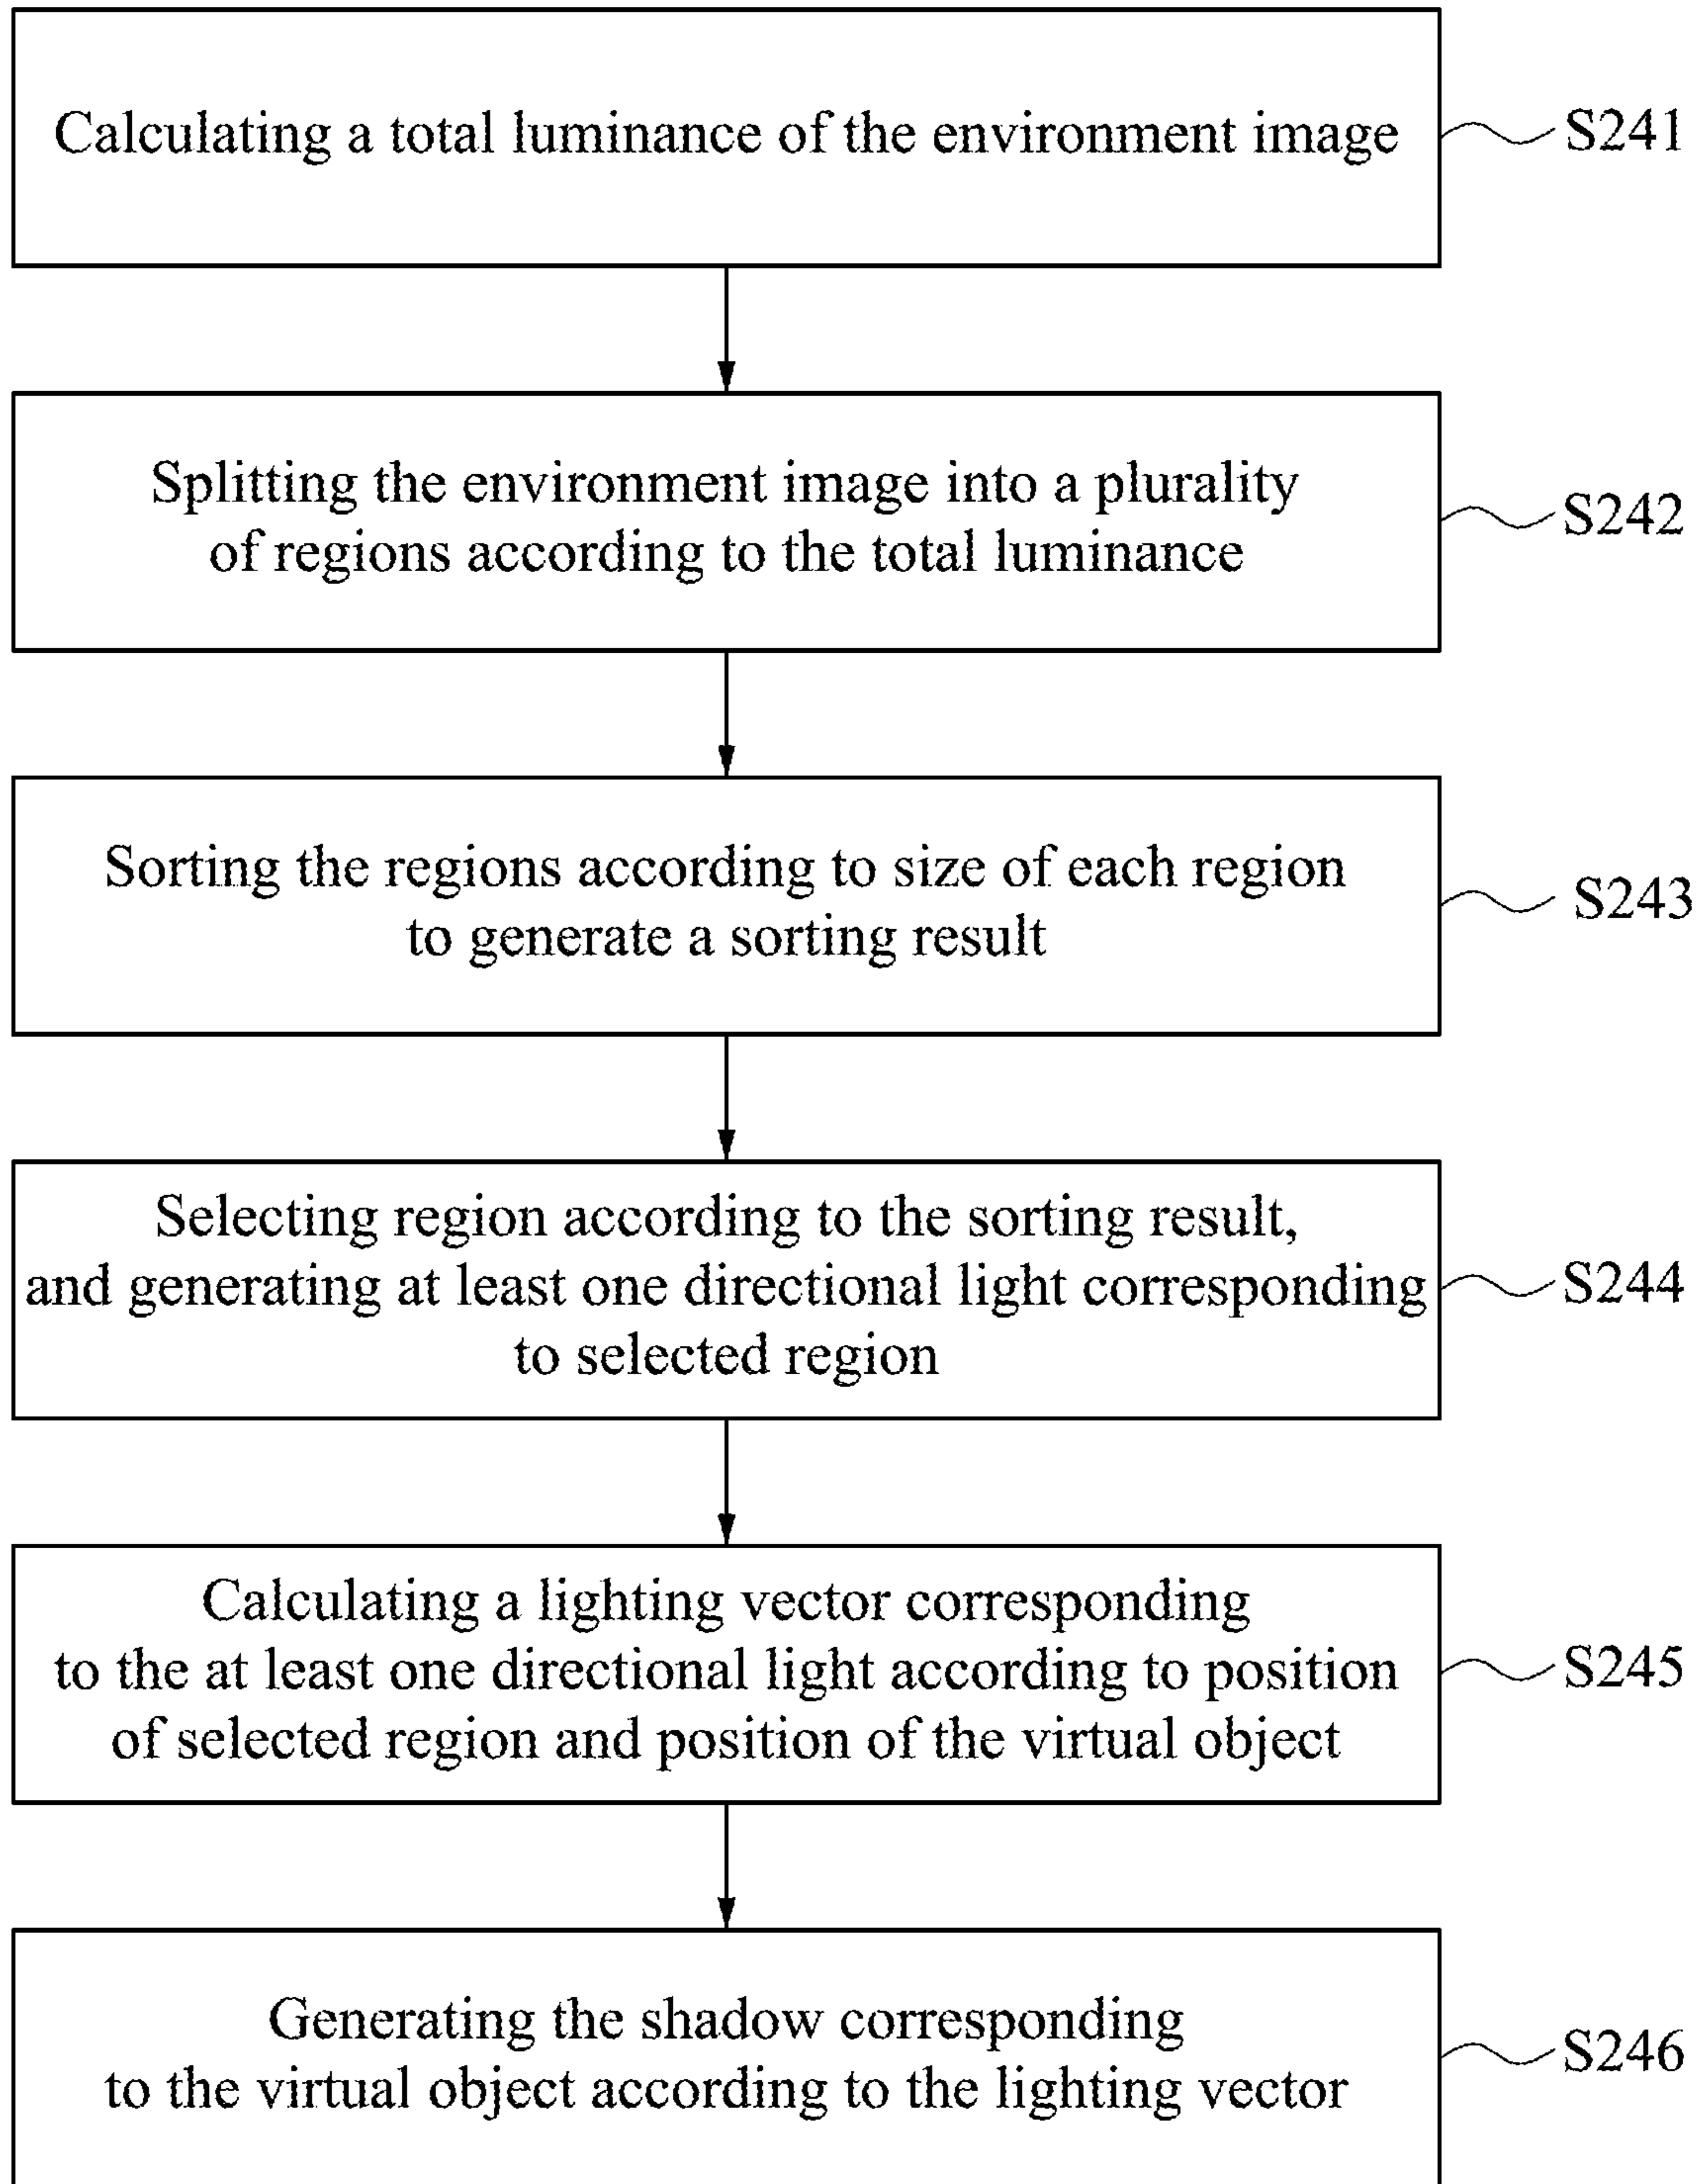 Calculating a total luminance of the environment image
S241
Splitting the environment image into a plurality
of regions according to the total luminance
S242
Sorting the regions according to size of each region
to generate a sorting result
S243
Selecting region according to the sorting result,
and generating at least one directional light corresponding
to selected region
S244
Calculating a lighting vector corresponding
to the at least one directional light according to position
of selected region and position of the virtual object
S245
Generating the shadow corresponding
to the virtual object according to the lighting vector
S246